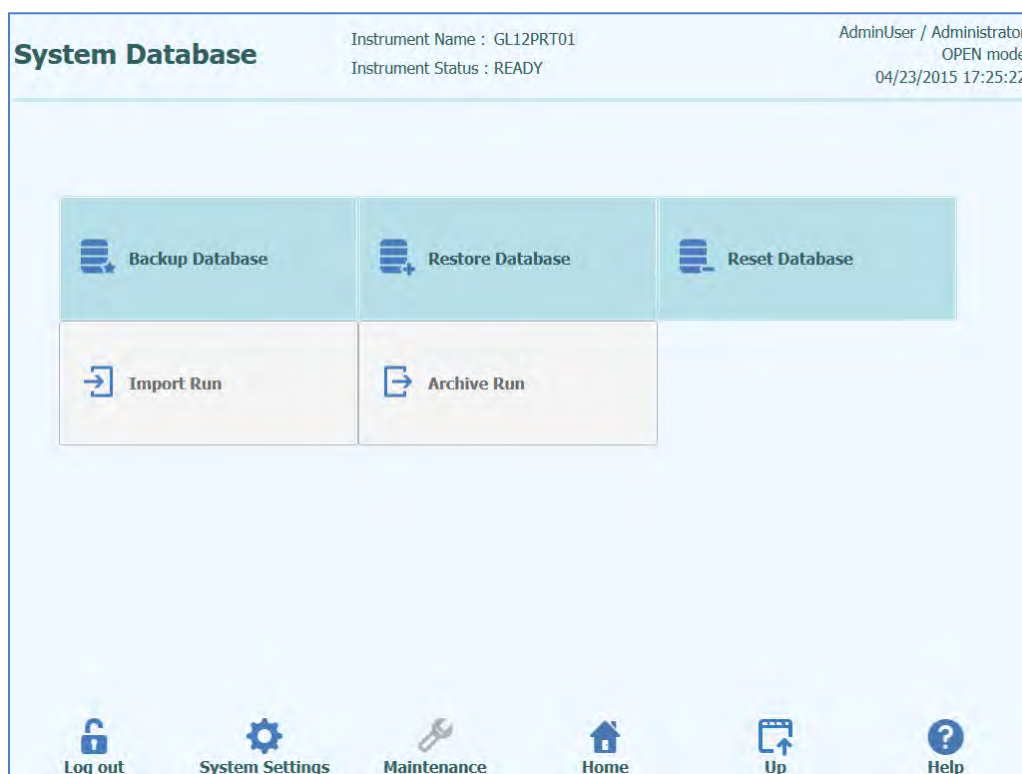 System Database
Instrument Name : GL12PRT01
Instrument Status : READY
AdminUser / Administrator
OPEN mode
04/23/2015 17:25:22
Backup Database
Restore Database
Reset Database
Import Run
Archive Run
Log out
System Settings
Maintenance
Home
Up
Help